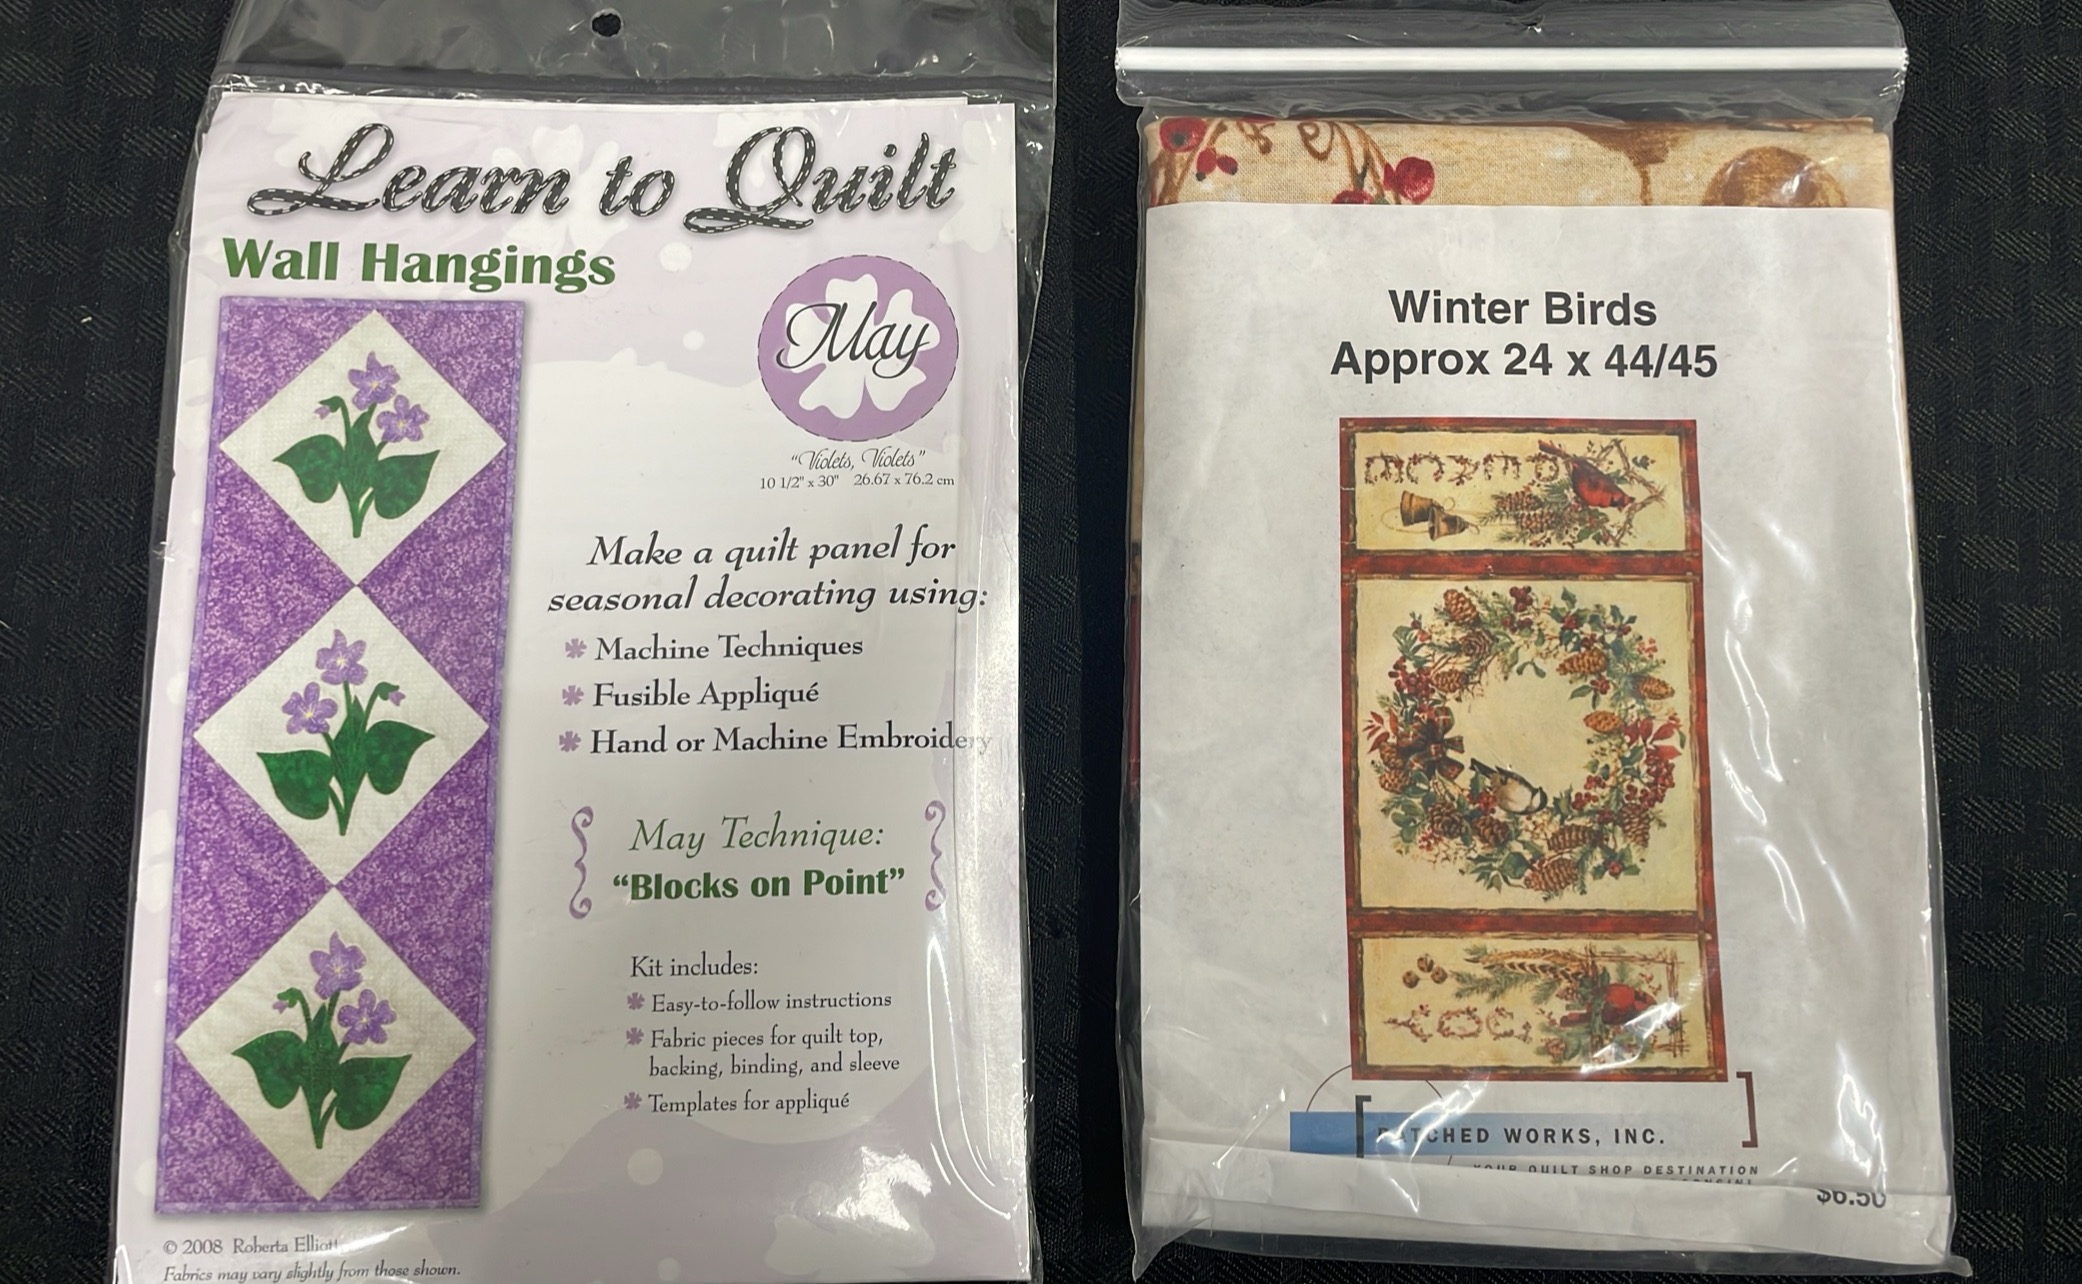 Learn to Quilt
Wall Hangings
May
“Violets, Violets”
10 1/2" x 30" 26.67 x 76.2 cm
Make a quilt panel for
seasonal decorating using:
Machine Techniques
Fusible Appliqué
Hand or Machine Embroidery
May Technique:
“Blocks on Point”
Kit includes:
Easy-to-follow instructions
Fabric pieces for quilt top,
backing, binding, and sleeve
Templates for appliqué
© 2008 Roberta Elliott
Fabrics may vary slightly from those shown.
Winter Birds
Approx 24 x 44/45
JOY
PATCHED WORKS, INC.
YOUR QUILT SHOP DESTINATION
$6.50